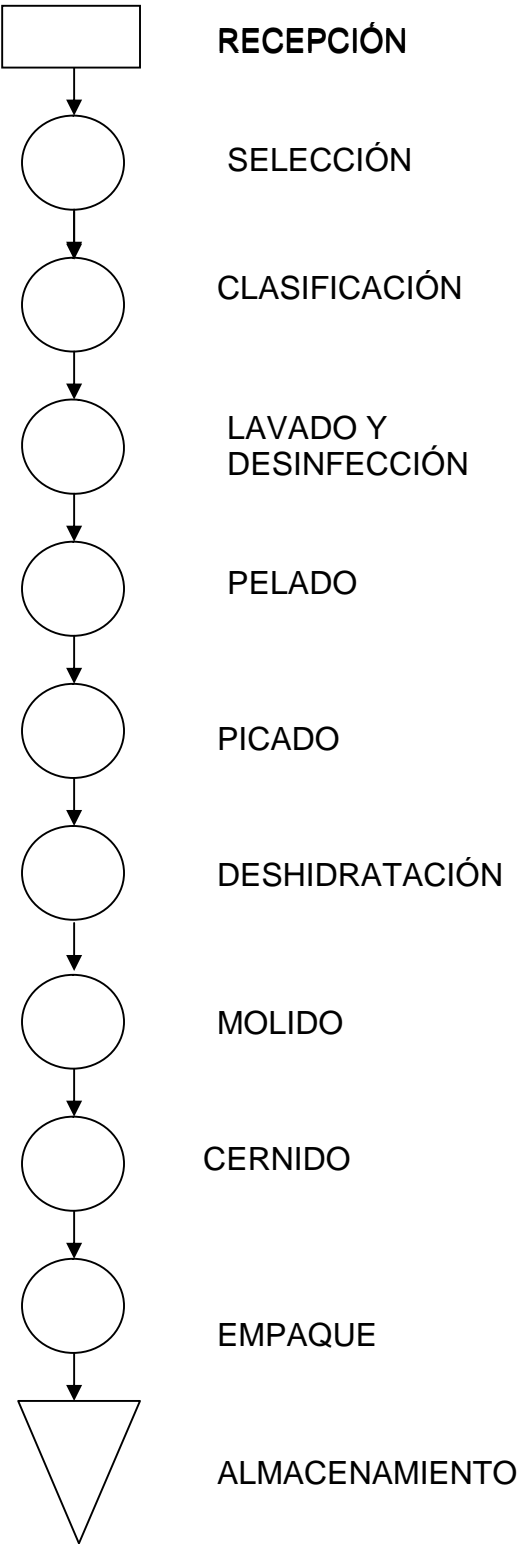 RECEPCIÓN
SELECCIÓN
CLASIFICACIÓN
LAVADO Y
DESINFECCIÓN
PELADO
PICADO
DESHIDRATACIÓN
MOLIDO
CERNIDO
EMPAQUE
ALMACENAMIENTO